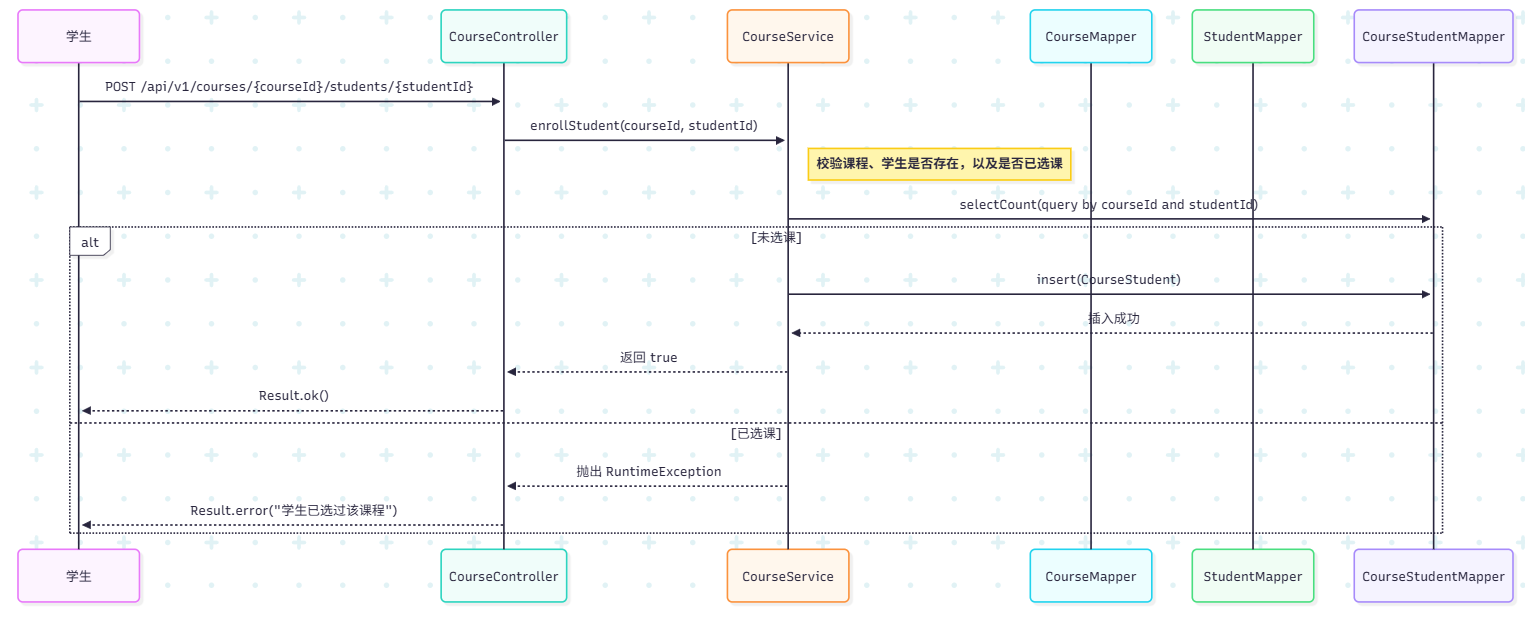 学生
CourseController
CourseService
CourseMapper
StudentMapper
CourseStudentMapper
POST /api/v1/courses/{courseId}/students/{studentId}
enrollStudent(courseId, studentId)
校验课程、学生是否存在，以及是否已选课
selectCount(query by courseId and studentId)
alt
[未选课]
insert(CourseStudent)
插入成功
返回 true
Result.ok()
[已选课]
抛出 RuntimeException
Result.error("学生已选过该课程")
学生
CourseController
CourseService
CourseMapper
StudentMapper
CourseStudentMapper